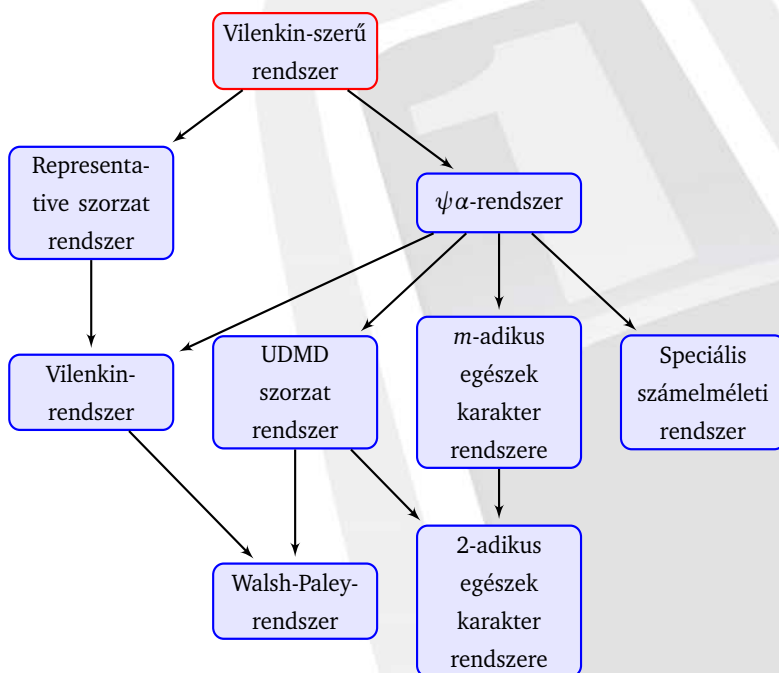 Vilenkin-szerű
rendszer
Representa-
tive szorzat
rendszer
ψα-rendszer
Vilenkin-
rendszer
UDMD
szorzat
rendszer
m-adikus
egészek
karakter
rendszere
Speciális
számelméleti
rendszer
Walsh-Paley-
rendszer
2-adikus
egészek
karakter
rendszere